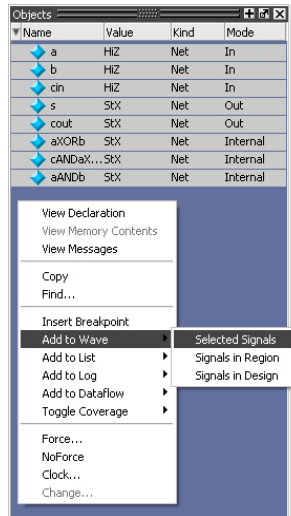 Objects
Name Value Kind Mode
a HiZ Net In
b HiZ Net In
cin HiZ Net In
s StX Net Out
cout StX Net Out
aXORb StX Net Internal
cANDaX... StX Net Internal
aANDb StX Net Internal
View Declaration
View Memory Contents
View Messages
Copy
Find...
Insert Breakpoint
Add to Wave
Selected Signals
Add to List
Signals in Region
Add to Log
Signals in Design
Add to Dataflow
Toggle Coverage
Force...
NoForce
Clock...
Change...